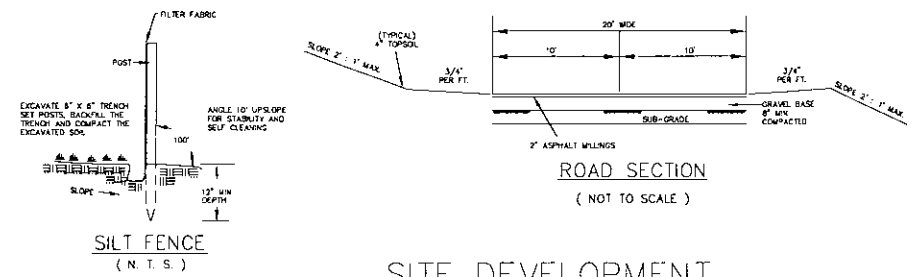 FILTER FABRIC
POST
EXCAVATE 6" X 6" TRENCH
SET POSTS, BACKFILL THE
TRENCH AND COMPACT THE
EXCAVATED SOIL
ANGLE 10° UPSLOPE
FOR STABILITY AND
SELF CLEANING
100°
SLOPE
12" MIN
DEPTH
SILT FENCE
( N. T. S. )
20' WIDE
10'
10'
(TYPICAL)
4" TOPSOIL
SLOPE 2' : 1' MAX.
3/4"
PER FT.
3/4"
PER FT.
SLOPE 2' : 1' MAX.
GRAVEL BASE
8" MIN
COMPACTED
SUB-GRADE
2" ASPHALT MILLINGS
ROAD SECTION
( NOT TO SCALE )
SITE DEVELOPMENT